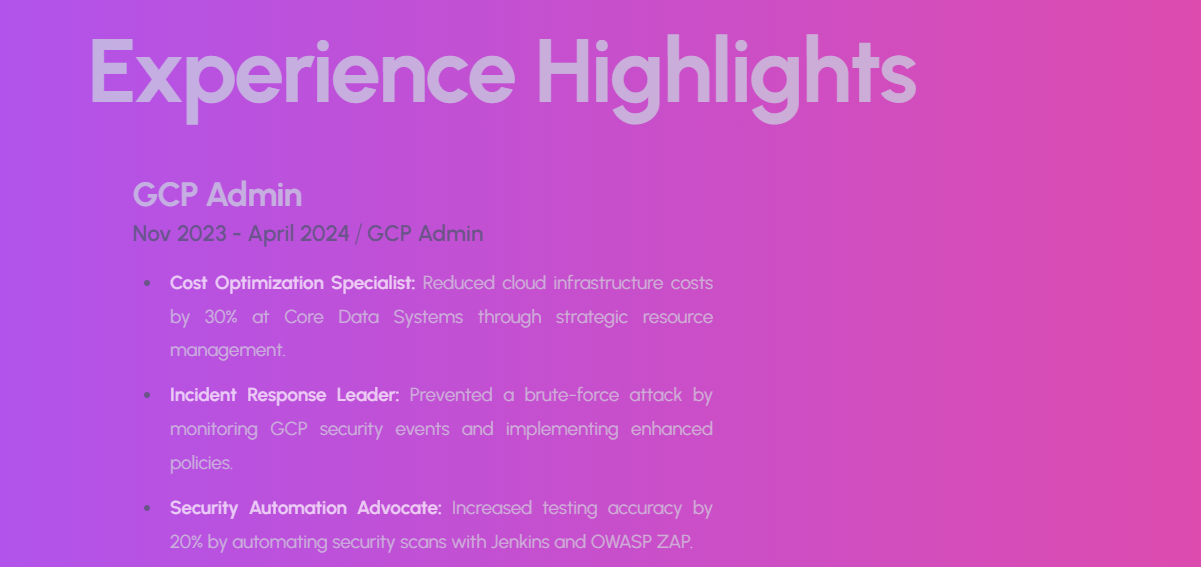 Experience Highlights
GCP Admin
Nov 2023 - April 2024 / GCP Admin
• Cost Optimization Specialist: Reduced cloud infrastructure costs
by 30% at Core Data Systems through strategic resource
management.
• Incident Response Leader: Prevented a brute-force attack by
monitoring GCP security events and implementing enhanced
policies.
• Security Automation Advocate: Increased testing accuracy by
20% by automating security scans with Jenkins and OWASP ZAP.